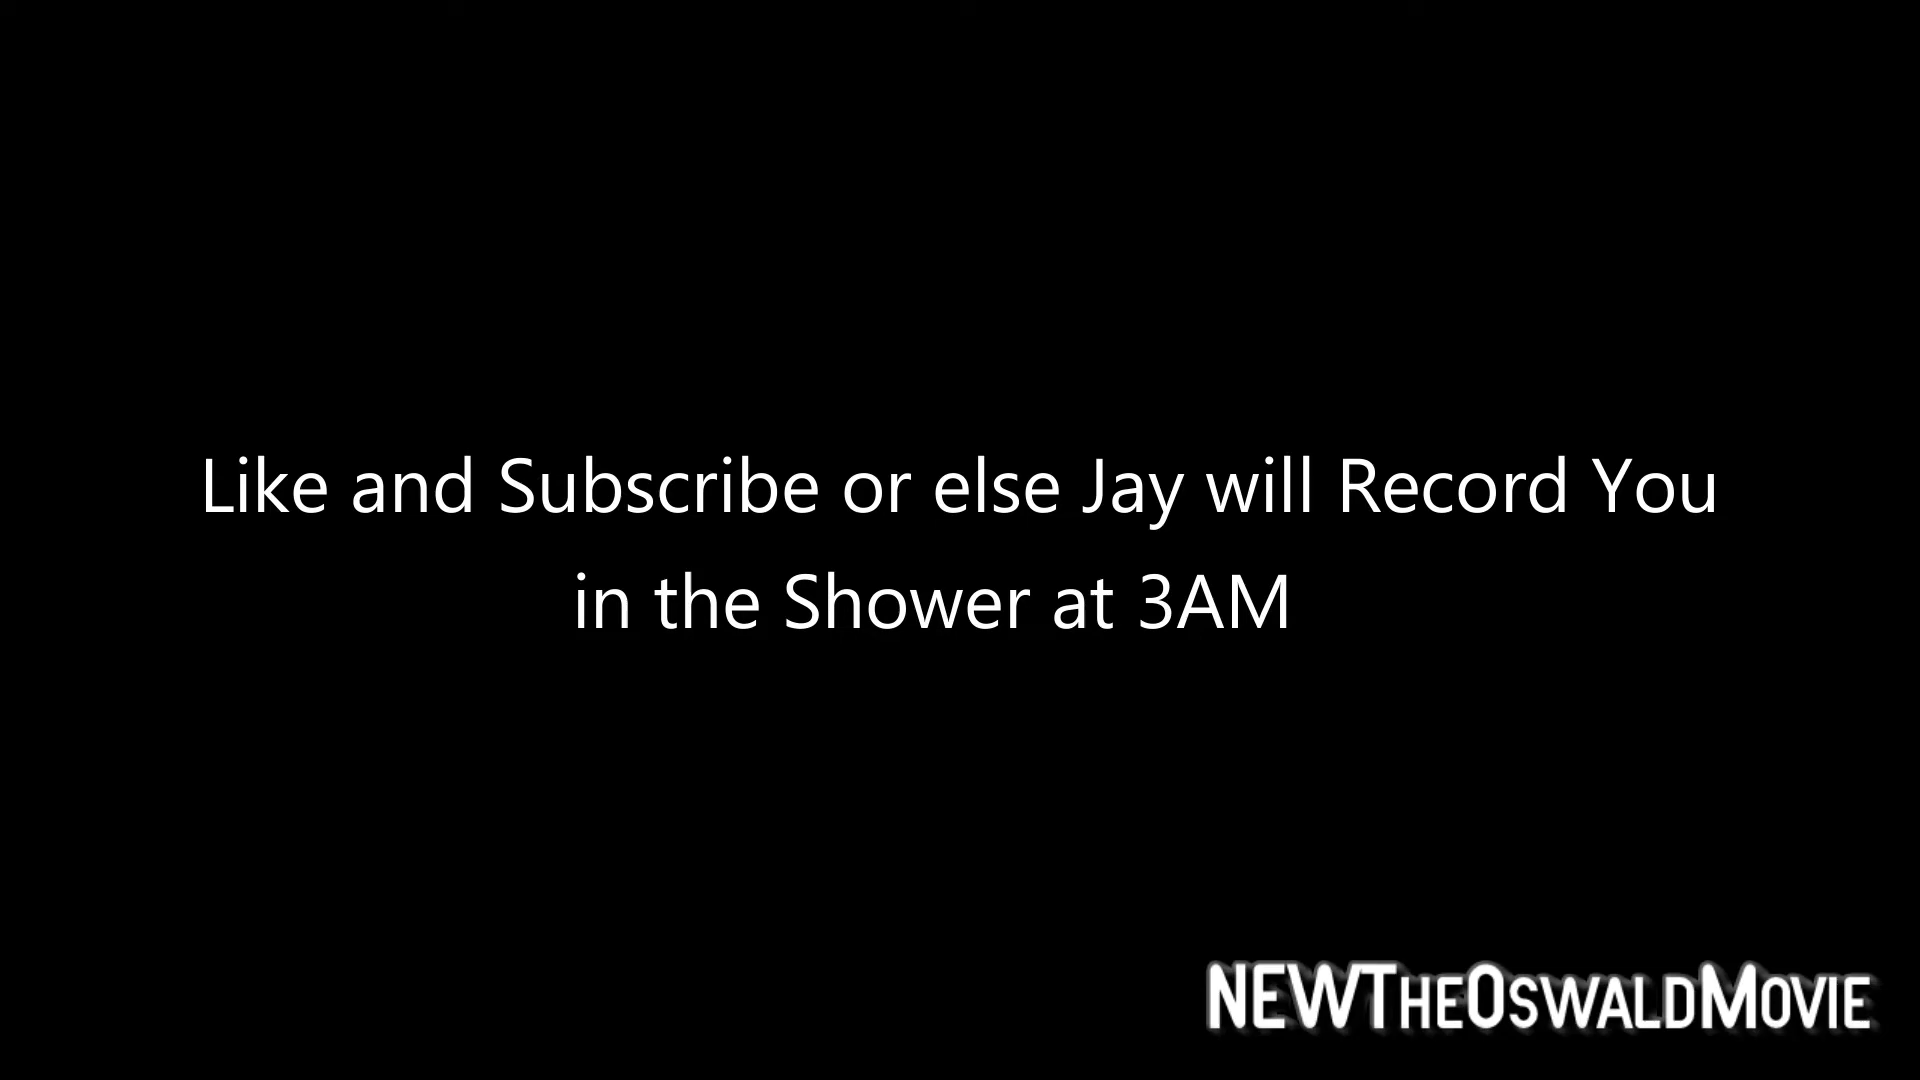 Like and Subscribe or else Jay will Record You
in the Shower at 3AM
NEWTheOswaldMovie